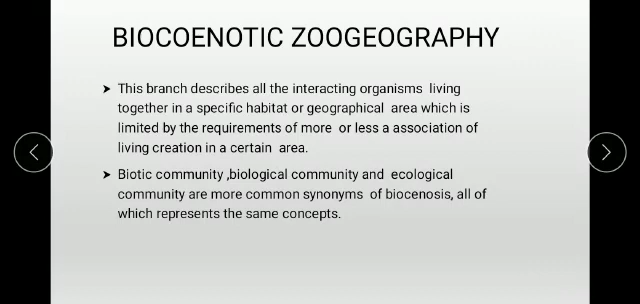 BIOCOENOTIC ZOOGEOGRAPHY
➤ This branch describes all the interacting organisms living
together in a specific habitat or geographical area which is
limited by the requirements of more or less a association of
living creation in a certain area.
➤ Biotic community ,biological community and ecological
community are more common synonyms of biocenosis, all of
which represents the same concepts.